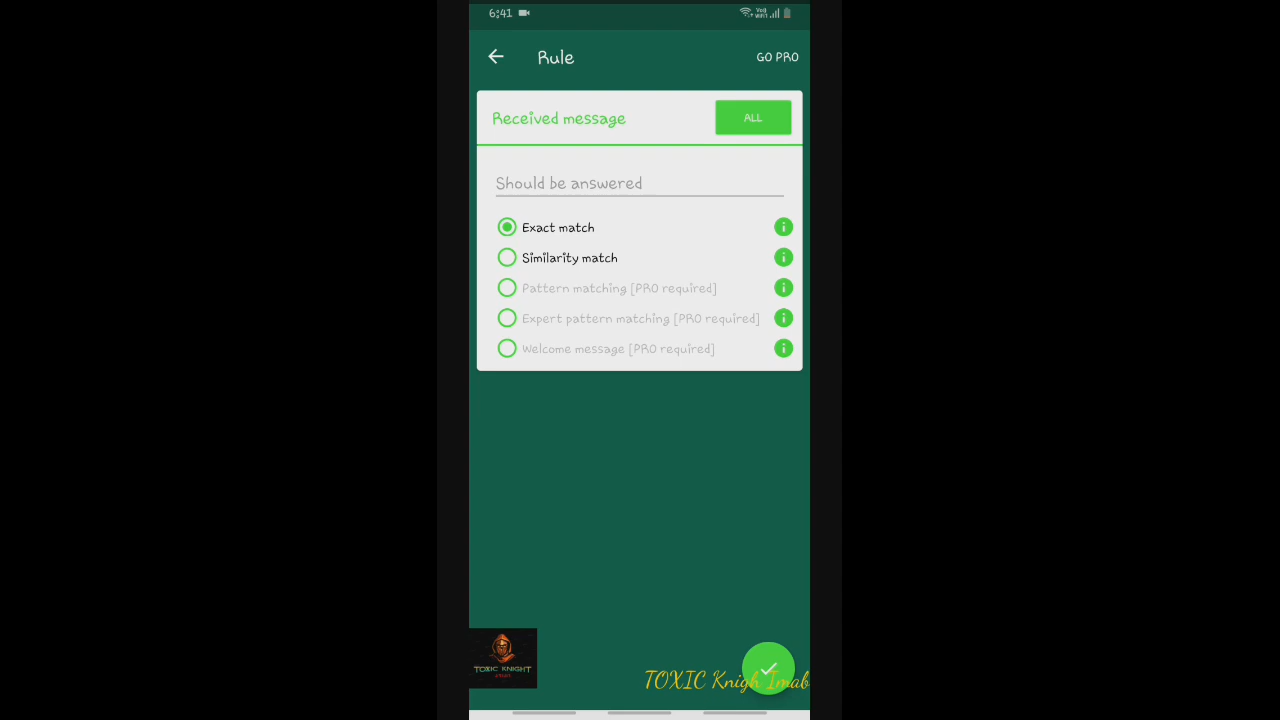 6:41
Rule
GO PRO
Received message
ALL
Should be answered
Exact match
Similarity match
Pattern matching [PRO required]
Expert pattern matching [PRO required]
Welcome message [PRO required]
TOXIC KNIGHT
TOXIC Knigh Imab